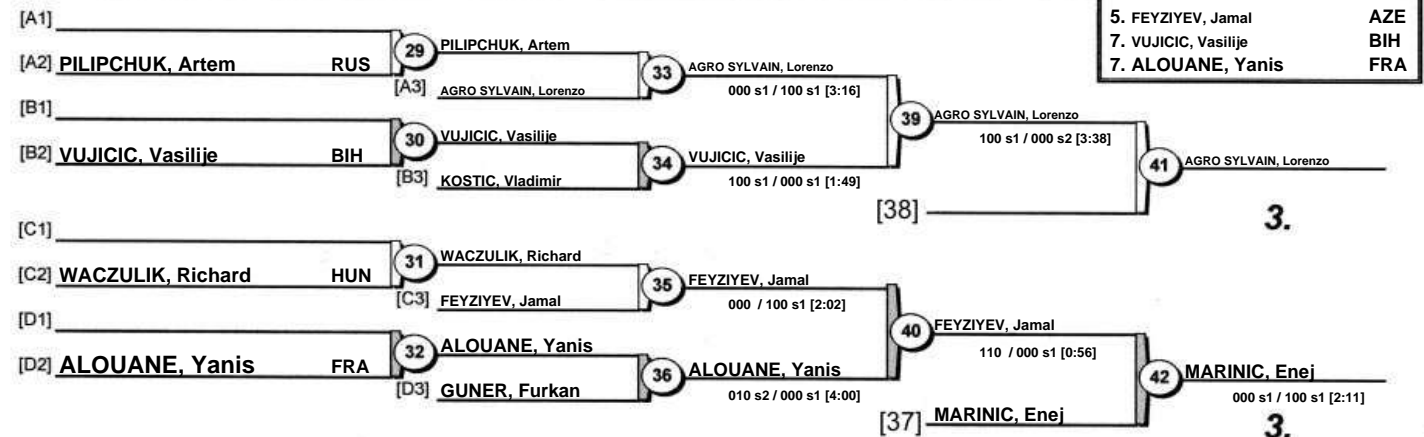 5. FEYZIYEV, Jamal AZE
7. VUJICIC, Vasilije BIH
7. ALOUANE, Yanis FRA
[A1]
[A2] PILIPCHUK, Artem RUS
29
PILIPCHUK, Artem
[A3] AGRO SYLVAIN, Lorenzo
33
AGRO SYLVAIN, Lorenzo
000 s1 / 100 s1 [3:16]
[B1]
[B2] VUJICIC, Vasilije BIH
30
VUJICIC, Vasilije
[B3] KOSTIC, Vladimir
34
VUJICIC, Vasilije
100 s1 / 000 s1 [1:49]
39
AGRO SYLVAIN, Lorenzo
100 s1 / 000 s2 [3:38]
[38]
41
AGRO SYLVAIN, Lorenzo
3.
[C1]
[C2] WACZULIK, Richard HUN
31
WACZULIK, Richard
[C3] FEYZIYEV, Jamal
35
FEYZIYEV, Jamal
000 / 100 s1 [2:02]
[D1]
[D2] ALOUANE, Yanis FRA
32
ALOUANE, Yanis
[D3] GUNER, Furkan
36
ALOUANE, Yanis
010 s2 / 000 s1 [4:00]
40
FEYZIYEV, Jamal
110 / 000 s1 [0:56]
[37] MARINIC, Enej
42
MARINIC, Enej
000 s1 / 100 s1 [2:11]
3.